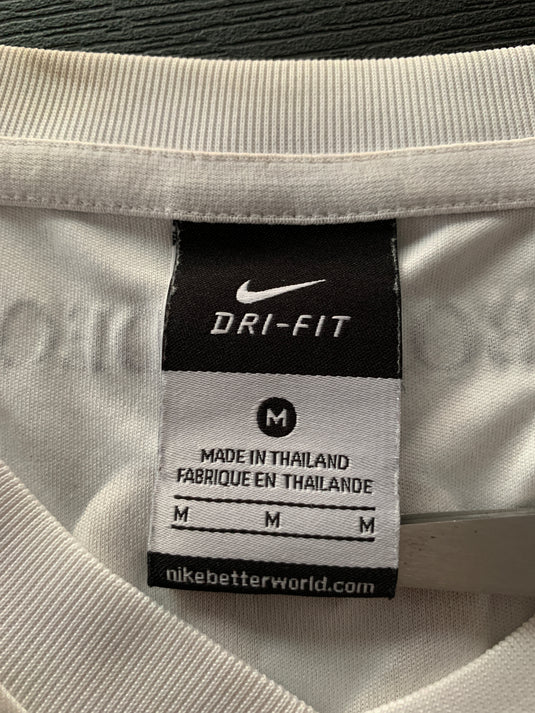 DRI-FIT
M
MADE IN THAILAND
FABRIQUE EN THAILANDE
M M M
nikebetterworld.com